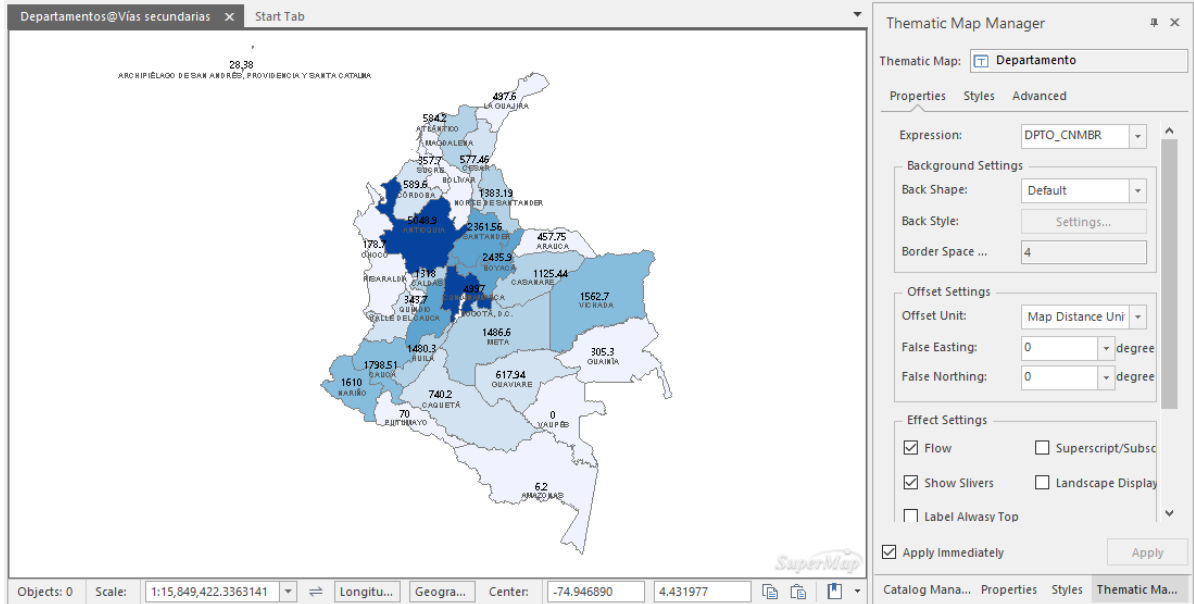 Departamentos@Vías secundarias
Start Tab
28.38
ARCHIPIÉLAGO DE SAN ANDRÉS, PROVIDENCIA Y SANTA CATALINA
497.6
LA GUAJIRA
584.2
ATLÁNTICO
MAGDALENA
357.7
SUCRE
577.46
CESAR
BOLÍVAR
589.6
CÓRDOBA
1383.19
NORTE DE SANTANDER
5048.9
ANTIOQUIA
2361.56
SANTANDER
457.75
ARAUCA
178.7
CHOCÓ
2435.9
BOYACÁ
RISARALDA
1318
CALDAS
1125.44
CASANARE
4997
CUNDINAMARCA
1562.7
VICHADA
343.7
QUINDIO
VALLE DEL CAUCA
BOGOTÁ, D.C.
1486.6
META
1480.3
HUILA
305.3
GUAINÍA
1798.51
CAUCA
617.94
GUAVIARE
1610
NARIÑO
740.2
CAQUETÁ
70
PUTUMAYO
0
VAUPÉS
6.2
AMAZONAS
SuperMap
Objects: 0
Scale:
1:15,849,422.3363141
Longitu...
Geogra...
Center:
-74.946890
4.431977
Thematic Map Manager
Thematic Map:
Departamento
Properties
Styles
Advanced
Expression:
DPTO_CNMBR
Background Settings
Back Shape:
Default
Back Style:
Settings...
Border Space ...
4
Offset Settings
Offset Unit:
Map Distance Uni
False Easting:
0
degree
False Northing:
0
degree
Effect Settings
Flow
Superscript/Subsc
Show Slivers
Landscape Display
Label Alwasy Top
Apply Immediately
Apply
Catalog Mana...
Properties
Styles
Thematic Ma...